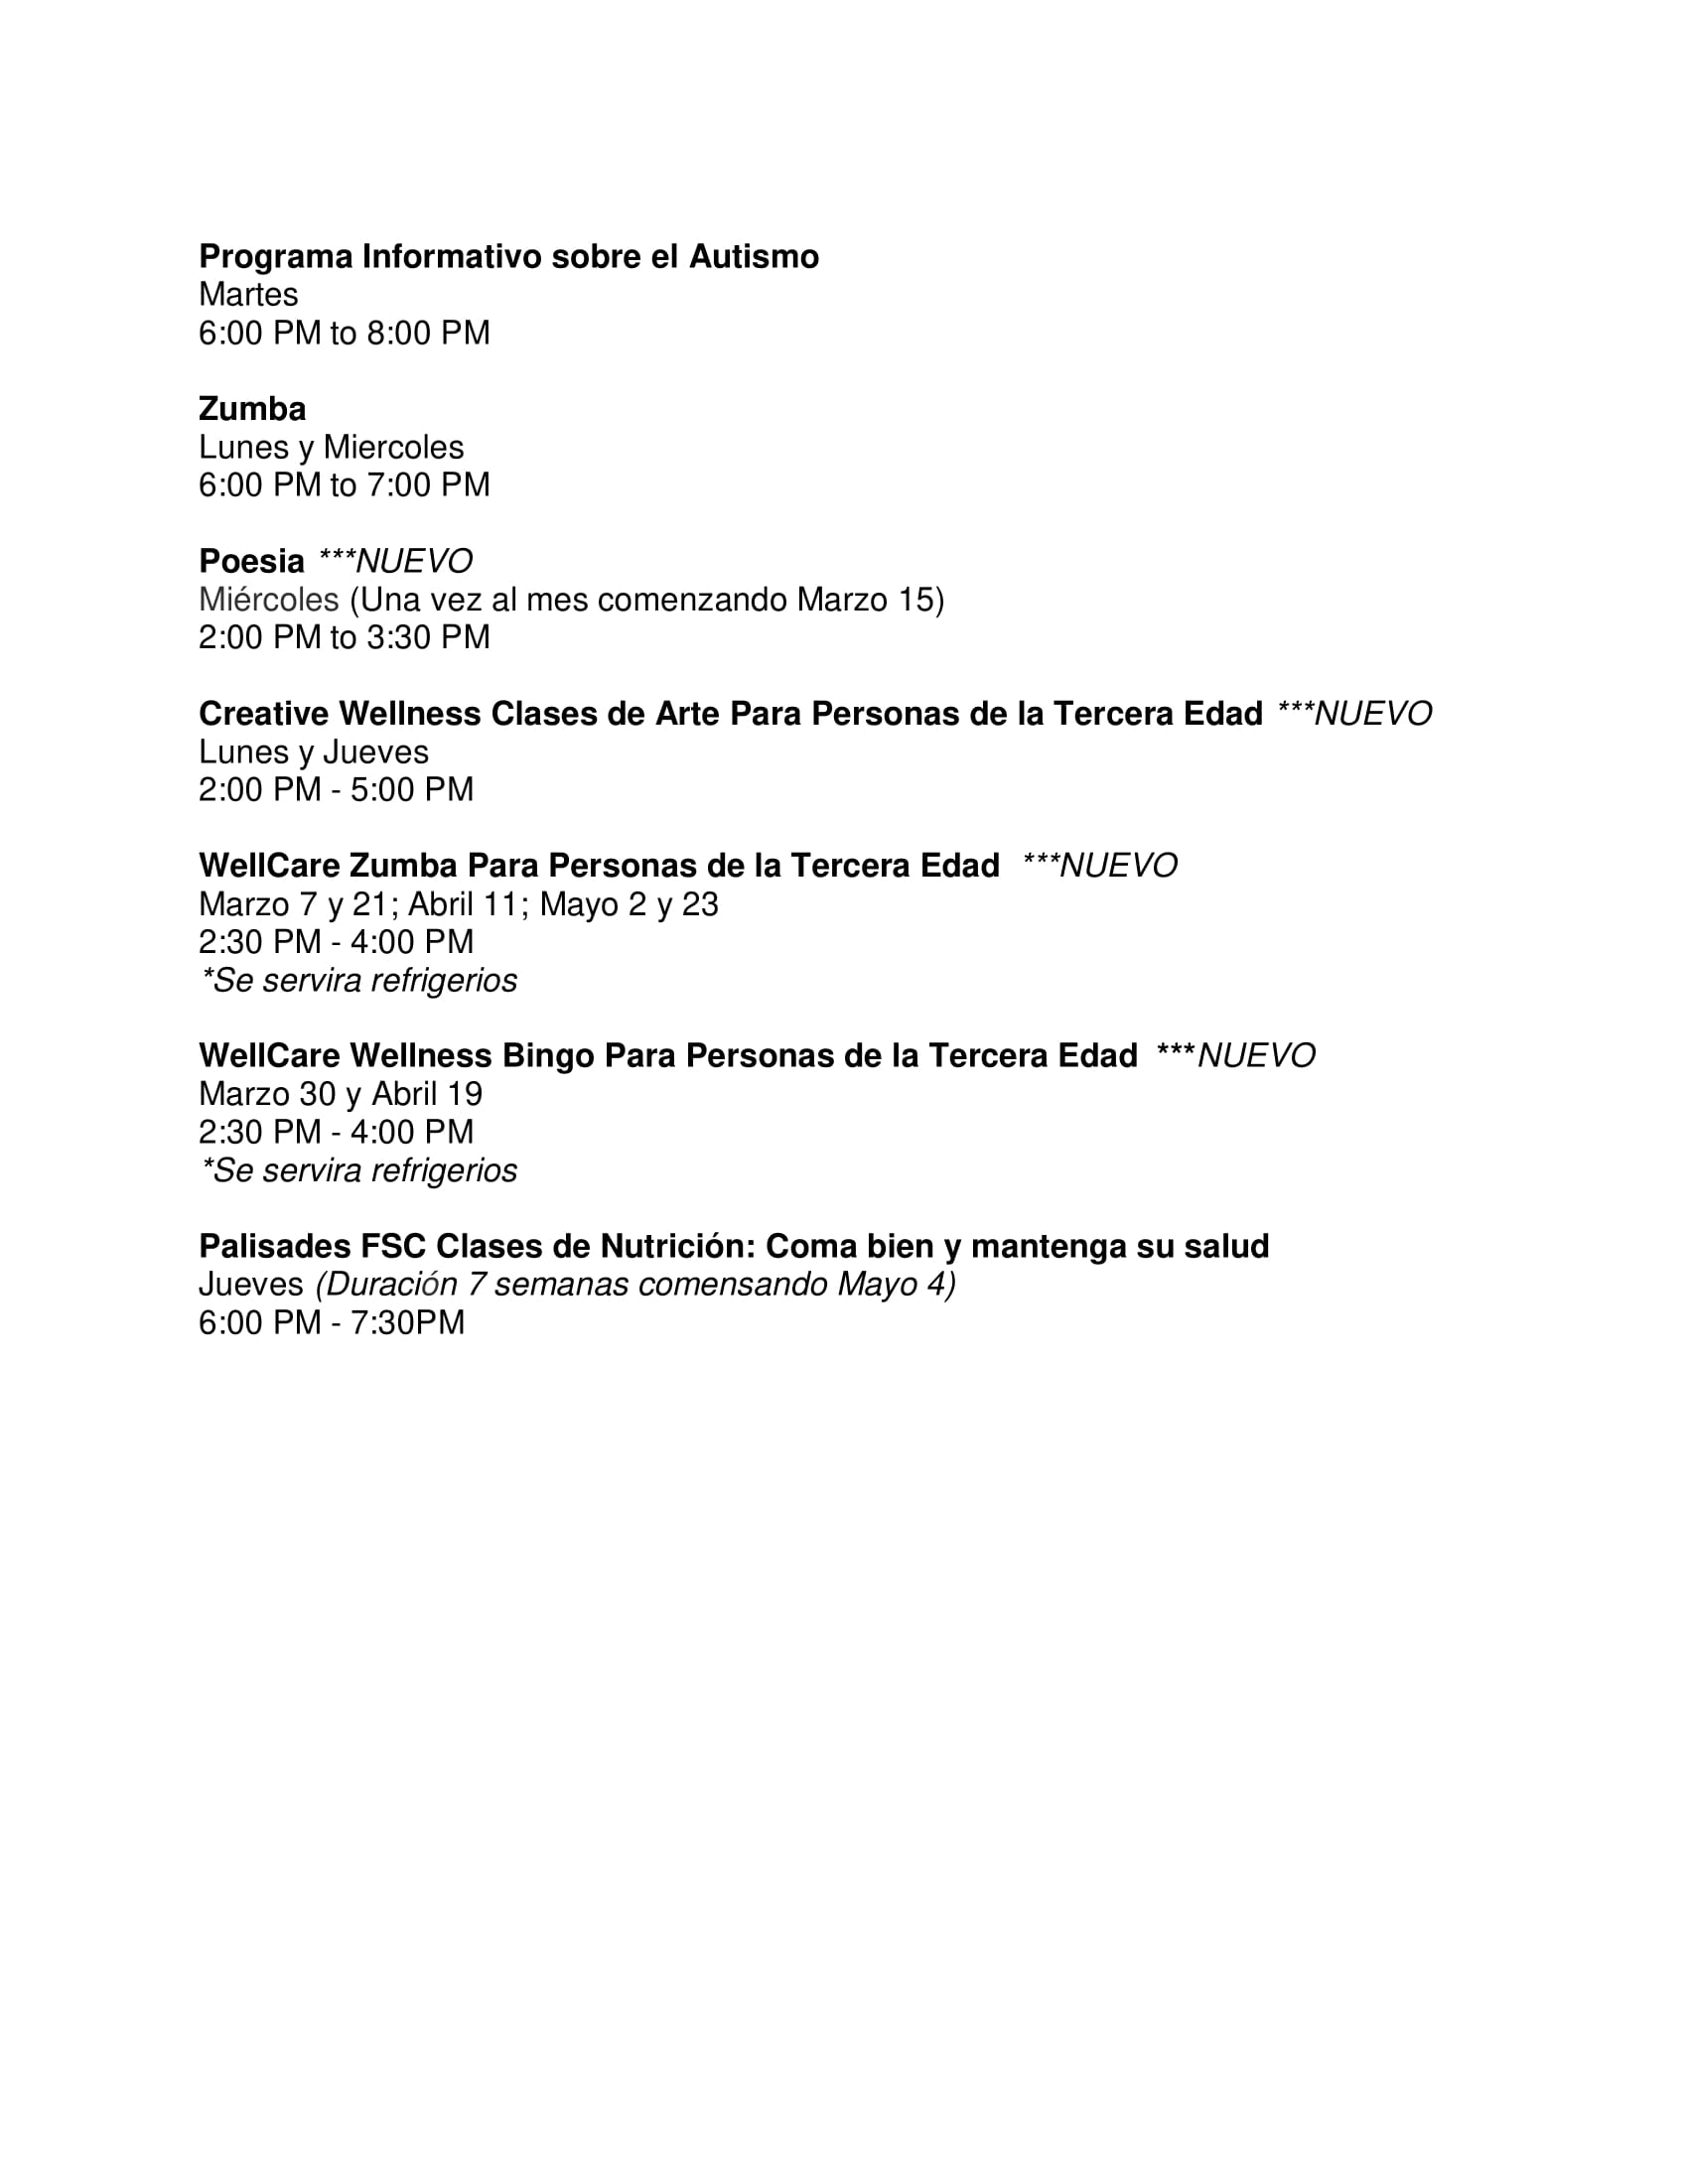 Programa Informativo sobre el Autismo
Martes
6:00 PM to 8:00 PM
Zumba
Lunes y Miercoles
6:00 PM to 7:00 PM
Poesia ***NUEVO
Miércoles (Una vez al mes comenzando Marzo 15)
2:00 PM to 3:30 PM
Creative Wellness Clases de Arte Para Personas de la Tercera Edad ***NUEVO
Lunes y Jueves
2:00 PM - 5:00 PM
WellCare Zumba Para Personas de la Tercera Edad ***NUEVO
Marzo 7 y 21; Abril 11; Mayo 2 y 23
2:30 PM - 4:00 PM
*Se servira refrigerios
WellCare Wellness Bingo Para Personas de la Tercera Edad ***NUEVO
Marzo 30 y Abril 19
2:30 PM - 4:00 PM
*Se servira refrigerios
Palisades FSC Clases de Nutrición: Coma bien y mantenga su salud
Jueves (Duración 7 semanas comensando Mayo 4)
6:00 PM - 7:30PM